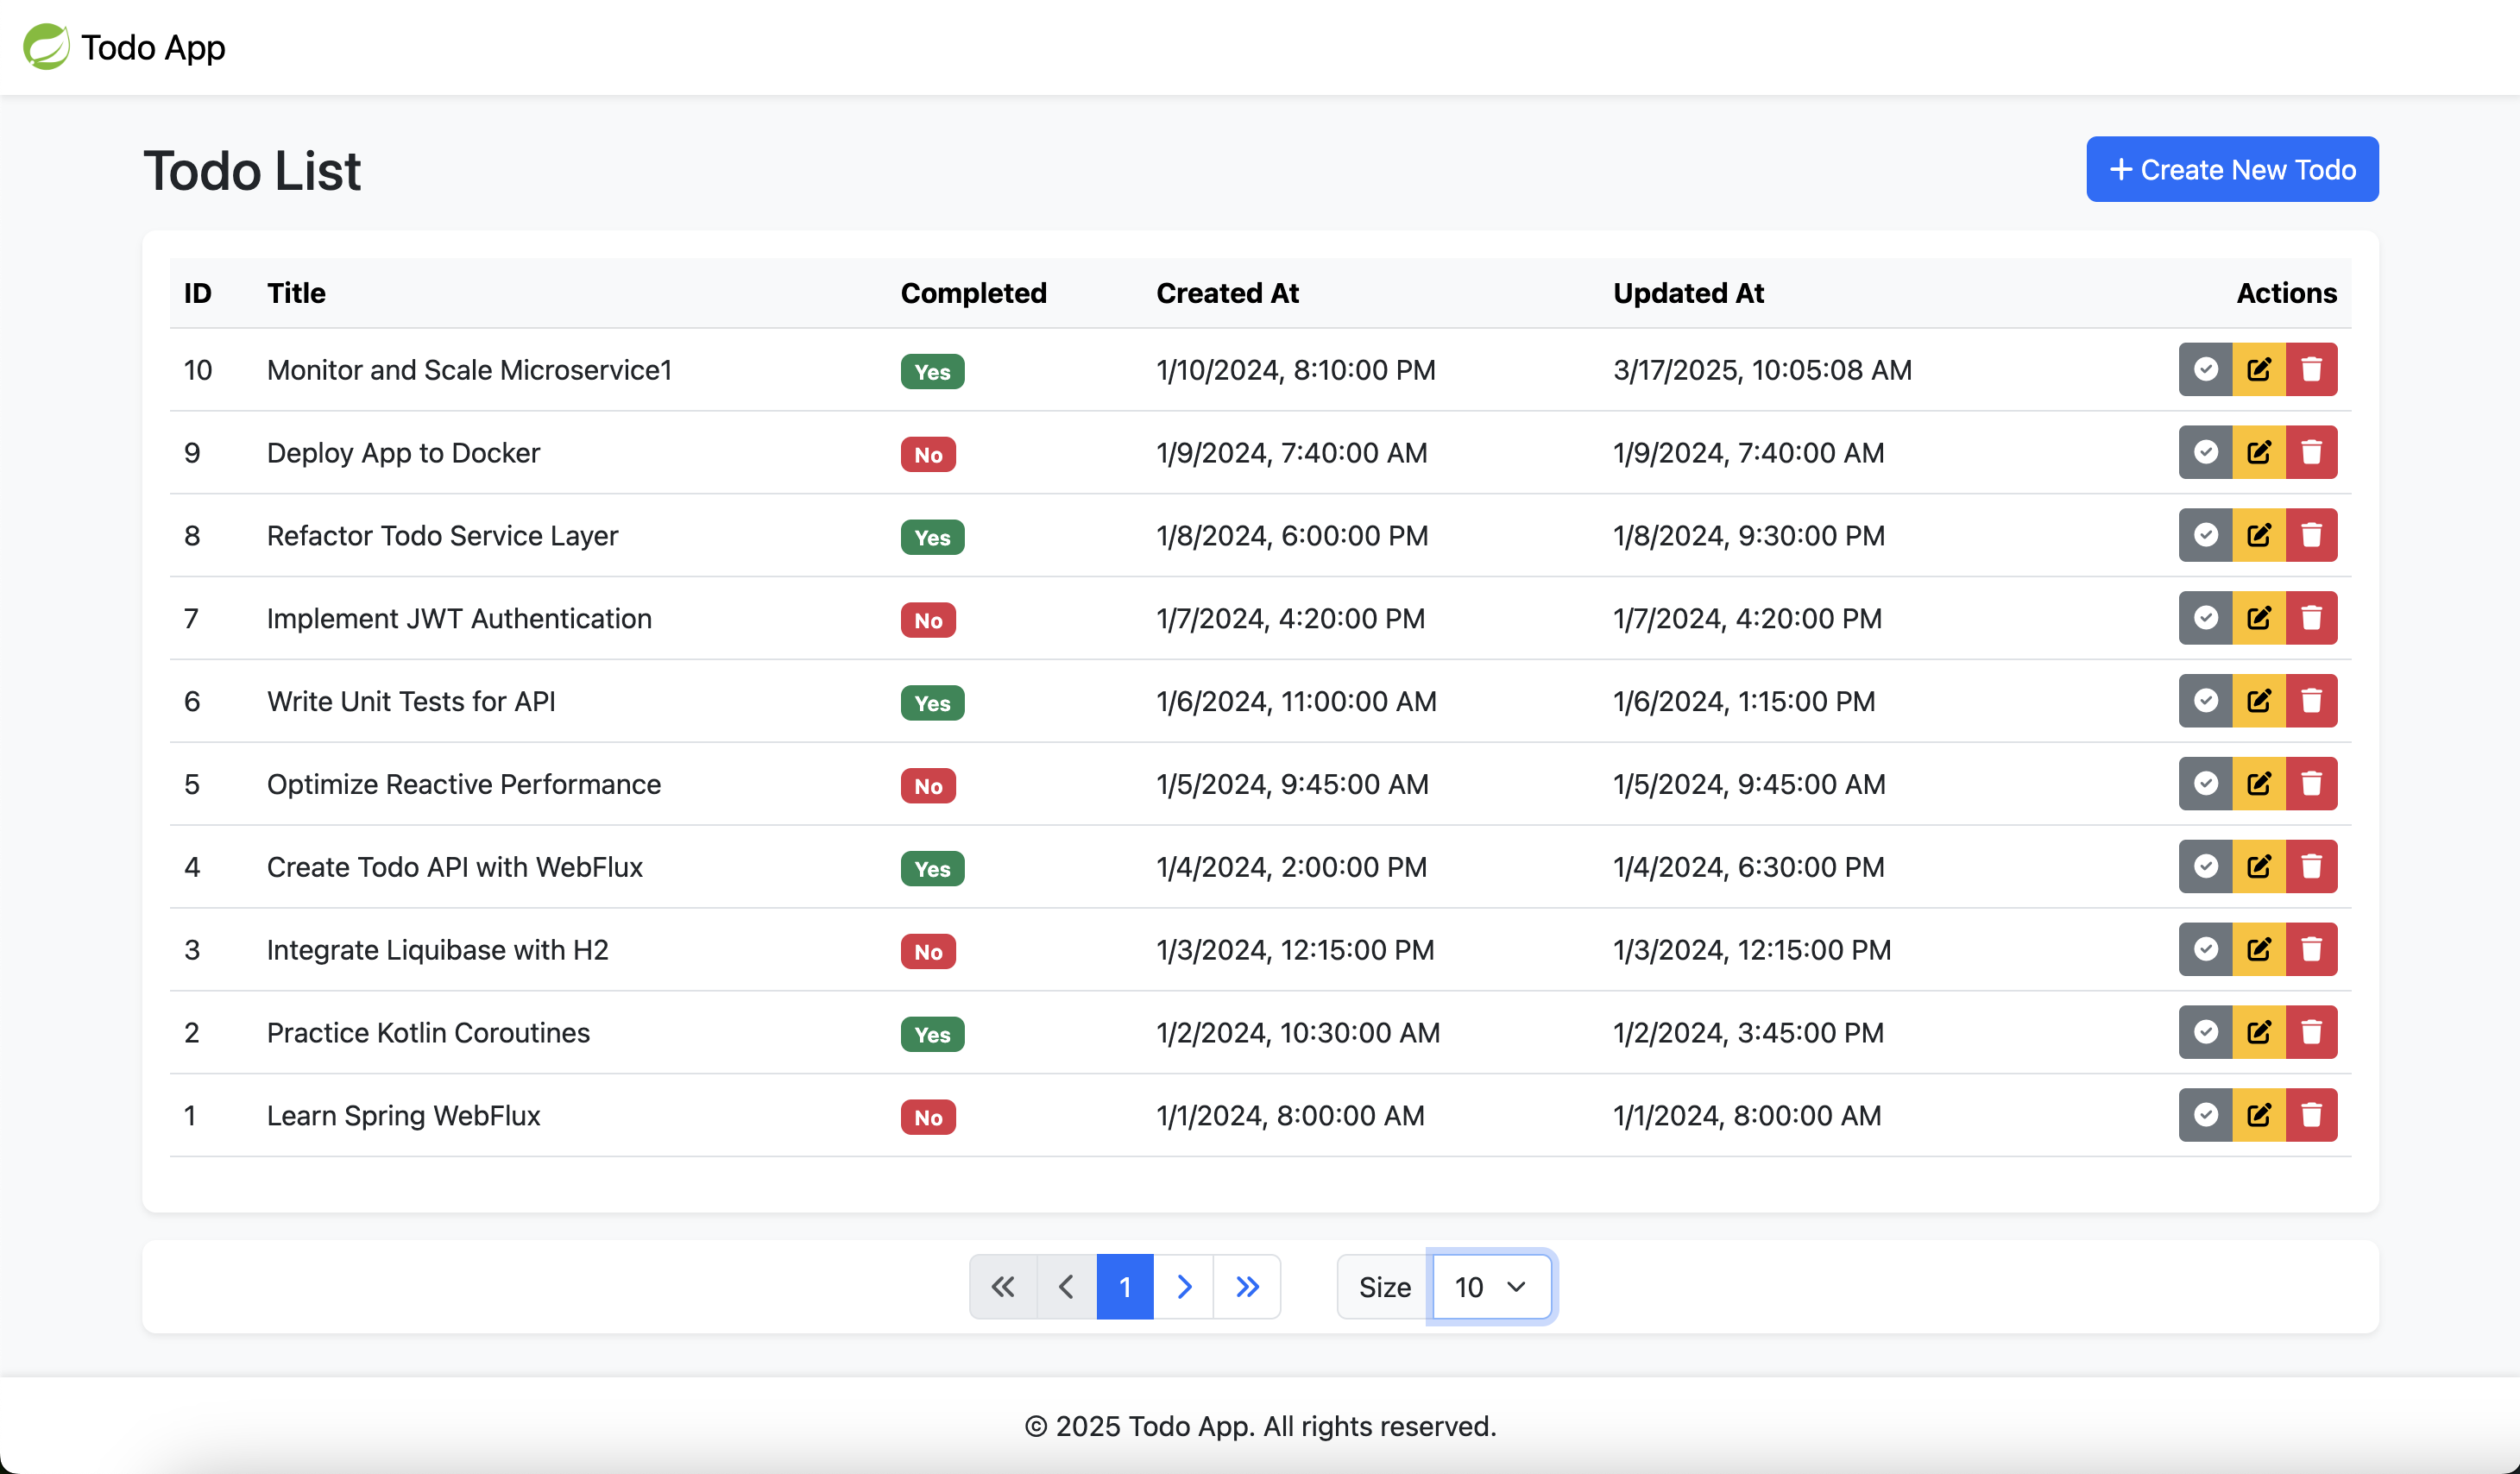 Todo App
Todo List
Create New Todo
ID Title Completed Created At Updated At Actions
10 Monitor and Scale Microservice1 Yes 1/10/2024, 8:10:00 PM 3/17/2025, 10:05:08 AM
9 Deploy App to Docker No 1/9/2024, 7:40:00 AM 1/9/2024, 7:40:00 AM
8 Refactor Todo Service Layer Yes 1/8/2024, 6:00:00 PM 1/8/2024, 9:30:00 PM
7 Implement JWT Authentication No 1/7/2024, 4:20:00 PM 1/7/2024, 4:20:00 PM
6 Write Unit Tests for API Yes 1/6/2024, 11:00:00 AM 1/6/2024, 1:15:00 PM
5 Optimize Reactive Performance No 1/5/2024, 9:45:00 AM 1/5/2024, 9:45:00 AM
4 Create Todo API with WebFlux Yes 1/4/2024, 2:00:00 PM 1/4/2024, 6:30:00 PM
3 Integrate Liquibase with H2 No 1/3/2024, 12:15:00 PM 1/3/2024, 12:15:00 PM
2 Practice Kotlin Coroutines Yes 1/2/2024, 10:30:00 AM 1/2/2024, 3:45:00 PM
1 Learn Spring WebFlux No 1/1/2024, 8:00:00 AM 1/1/2024, 8:00:00 AM
1 Size 10
© 2025 Todo App. All rights reserved.